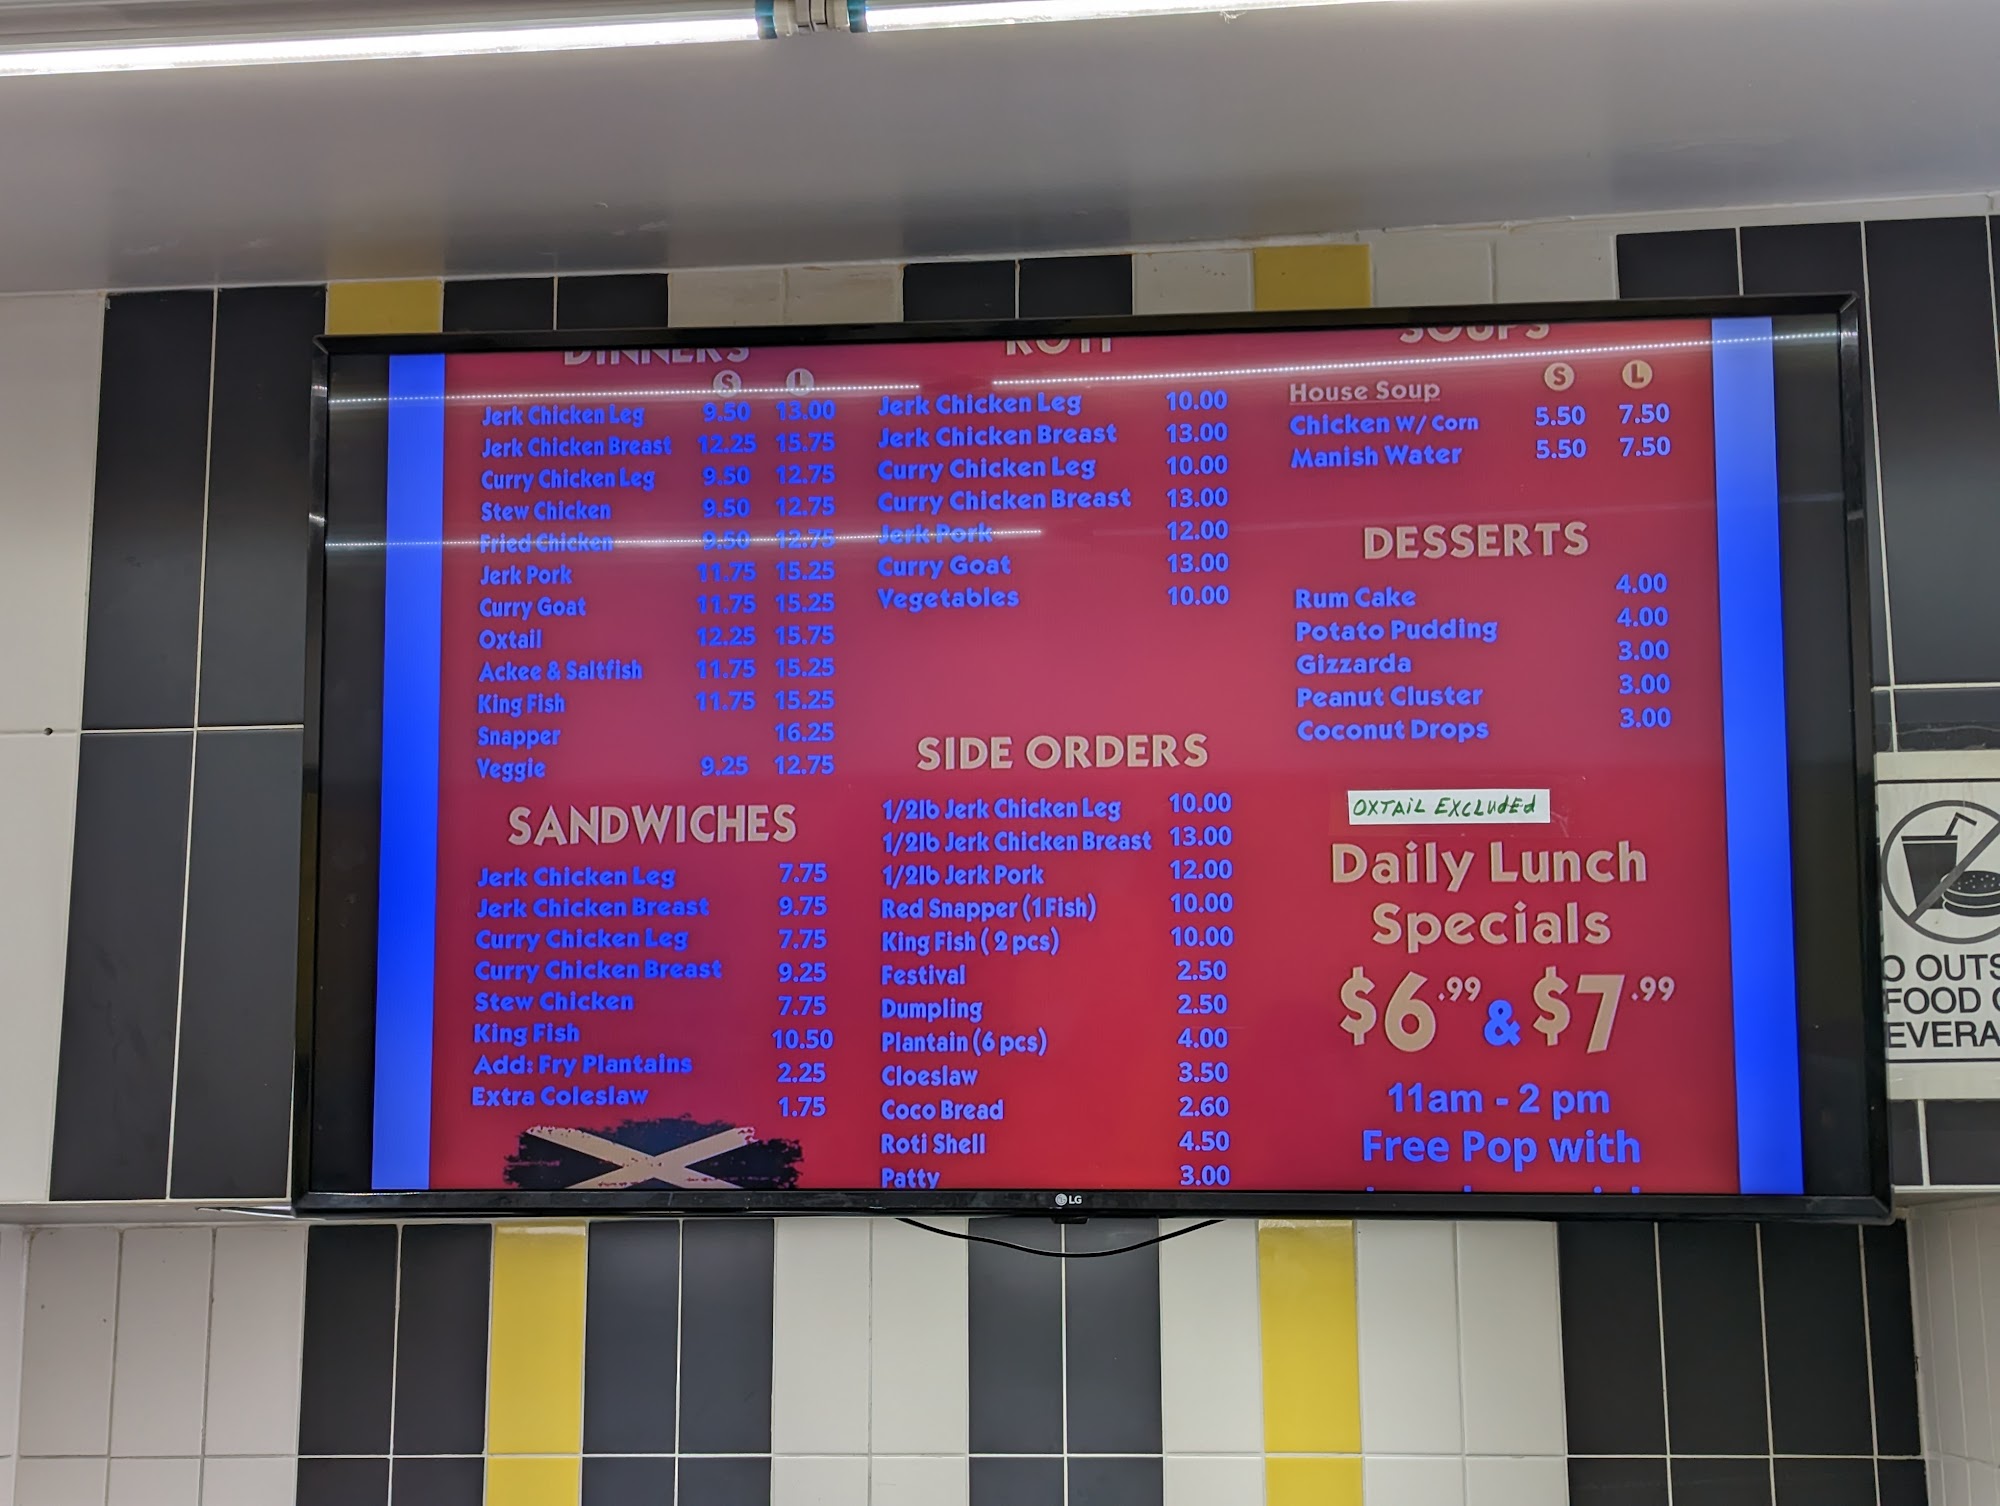 DINNERS
S L
Jerk Chicken Leg 9.50 13.00
Jerk Chicken Breast 12.25 15.75
Curry Chicken Leg 9.50 12.75
Stew Chicken 9.50 12.75
Fried Chicken 9.50 12.75
Jerk Pork 11.75 15.25
Curry Goat 11.75 15.25
Oxtail 12.25 15.75
Ackee & Saltfish 11.75 15.25
King Fish 11.75 15.25
Snapper 16.25
Veggie 9.25 12.75
SANDWICHES
Jerk Chicken Leg 7.75
Jerk Chicken Breast 9.75
Curry Chicken Leg 7.75
Curry Chicken Breast 9.25
Stew Chicken 7.75
King Fish 10.50
Add: Fry Plantains 2.25
Extra Coleslaw 1.75
ROTI
Jerk Chicken Leg 10.00
Jerk Chicken Breast 13.00
Curry Chicken Leg 10.00
Curry Chicken Breast 13.00
Jerk Pork 12.00
Curry Goat 13.00
Vegetables 10.00
SIDE ORDERS
1/2lb Jerk Chicken Leg 10.00
1/2lb Jerk Chicken Breast 13.00
1/2lb Jerk Pork 12.00
Red Snapper (1 Fish) 10.00
King Fish ( 2 pcs) 10.00
Festival 2.50
Dumpling 2.50
Plantain (6 pcs) 4.00
Cloeslaw 3.50
Coco Bread 2.60
Roti Shell 4.50
Patty 3.00
SOUPS
House Soup S L
Chicken W/ Corn 5.50 7.50
Manish Water 5.50 7.50
DESSERTS
Rum Cake 4.00
Potato Pudding 4.00
Gizzarda 3.00
Peanut Cluster 3.00
Coconut Drops 3.00
OXTAIL EXCLUdEd
Daily Lunch
Specials
$6.99 & $7.99
11am - 2 pm
Free Pop with
LG
O OUTS
FOOD
EVERA